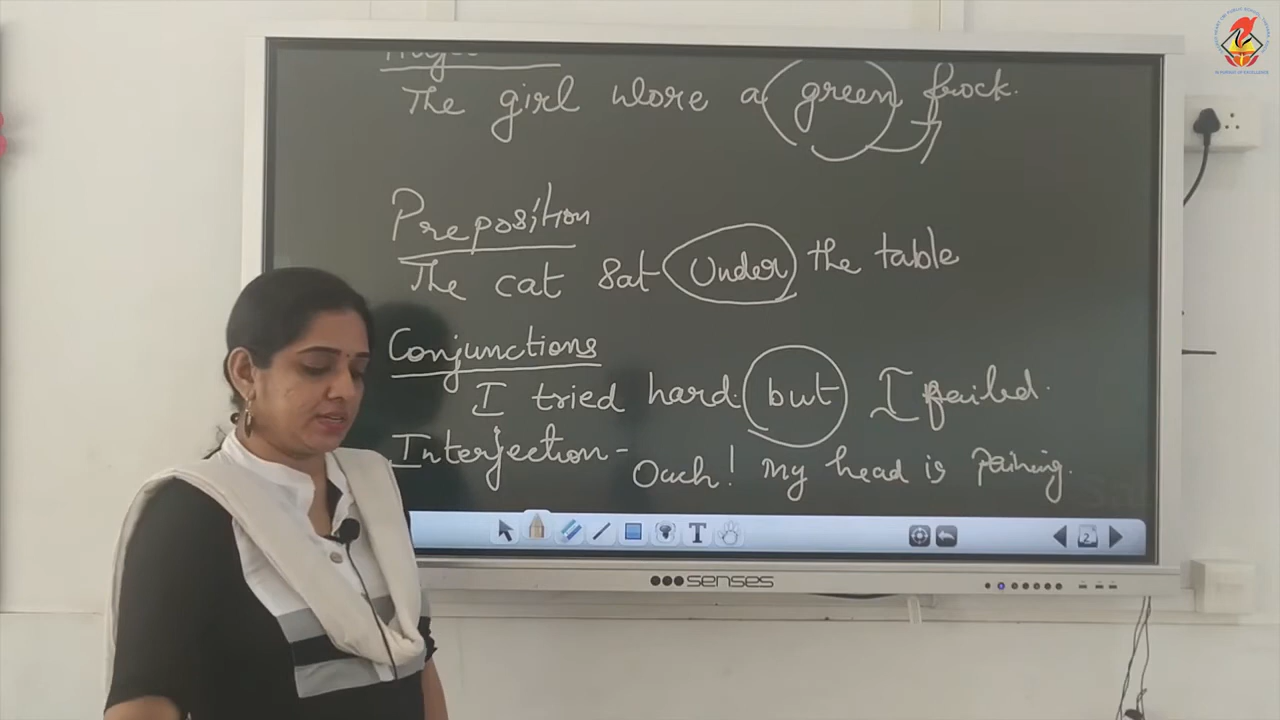 The girl wore a green frock.
Preposition
The cat sat under the table
Conjunctions
I tried hard. but I failed.
Interjection - Ouch! My head is paining.
T
2
senses